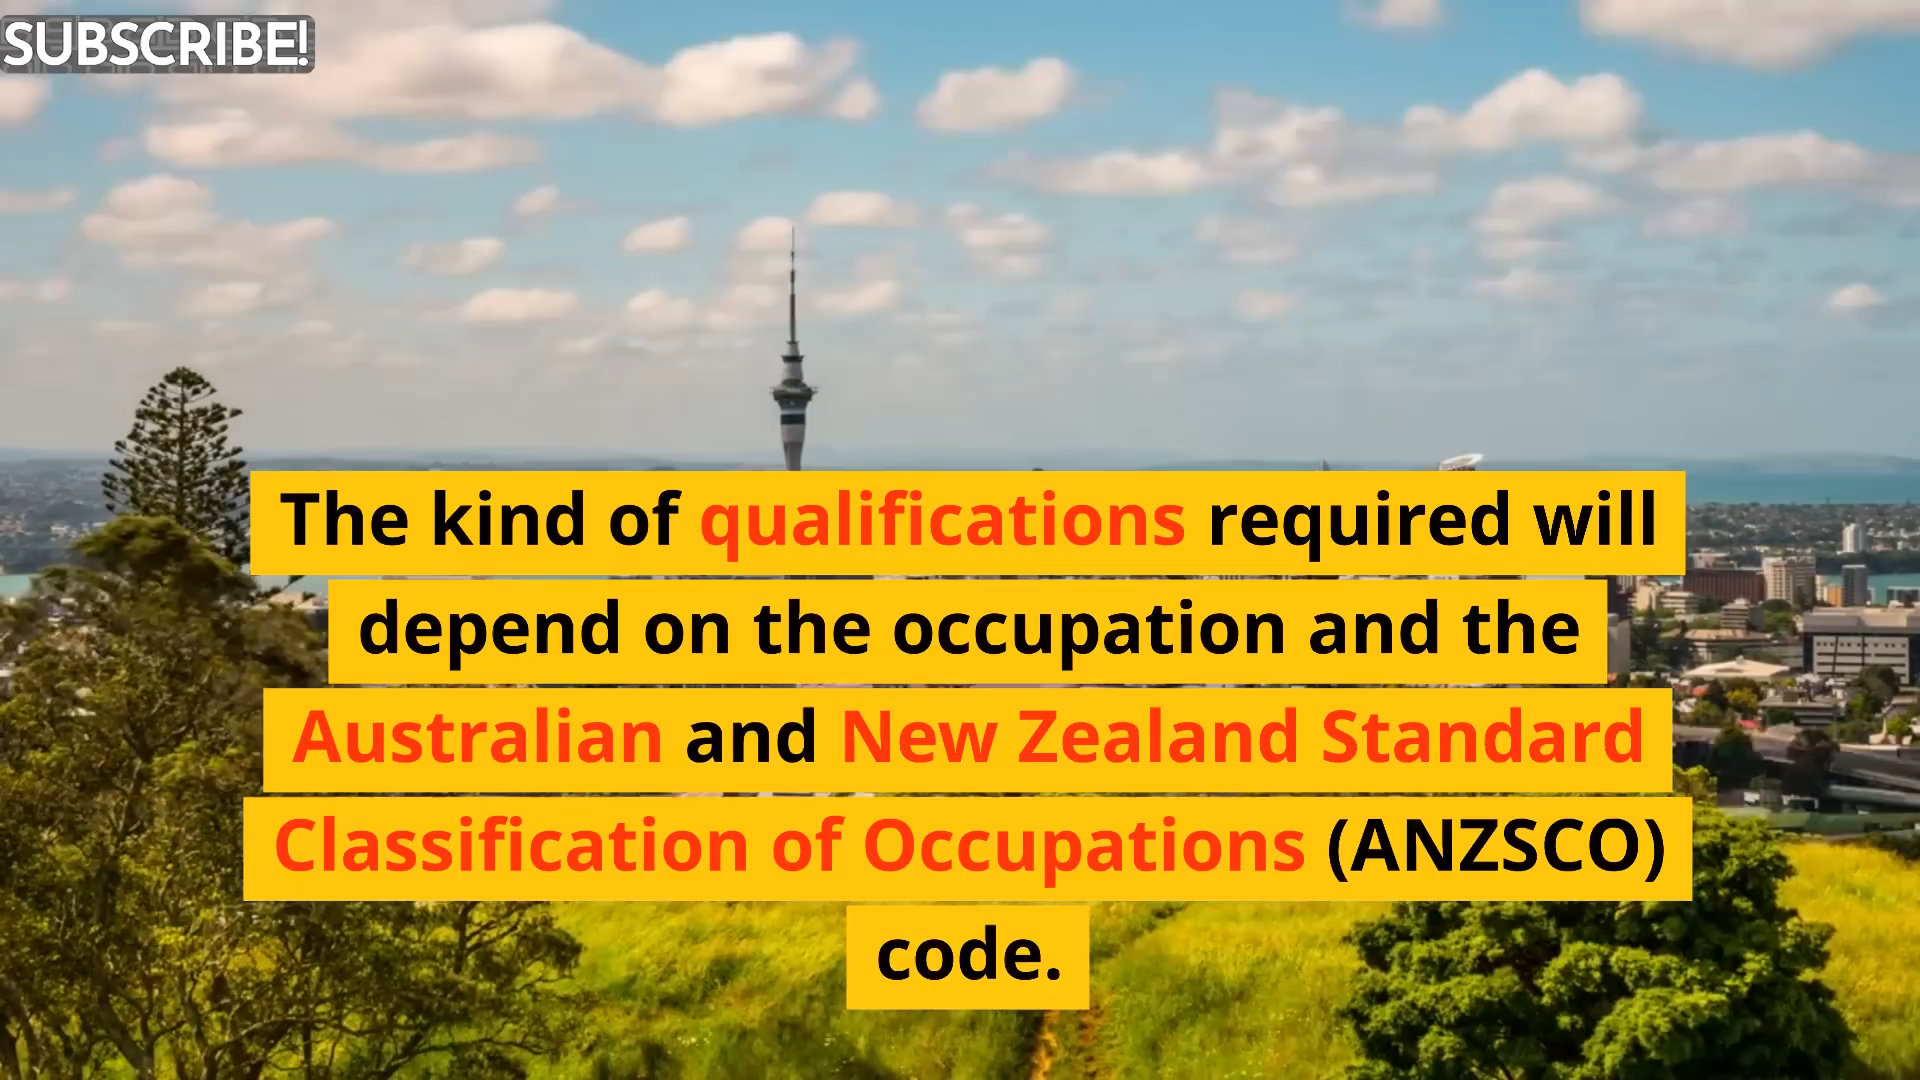 SUBSCRIBE!
The kind of qualifications required will
depend on the occupation and the
Australian and New Zealand Standard
Classification of Occupations (ANZSCO)
code.